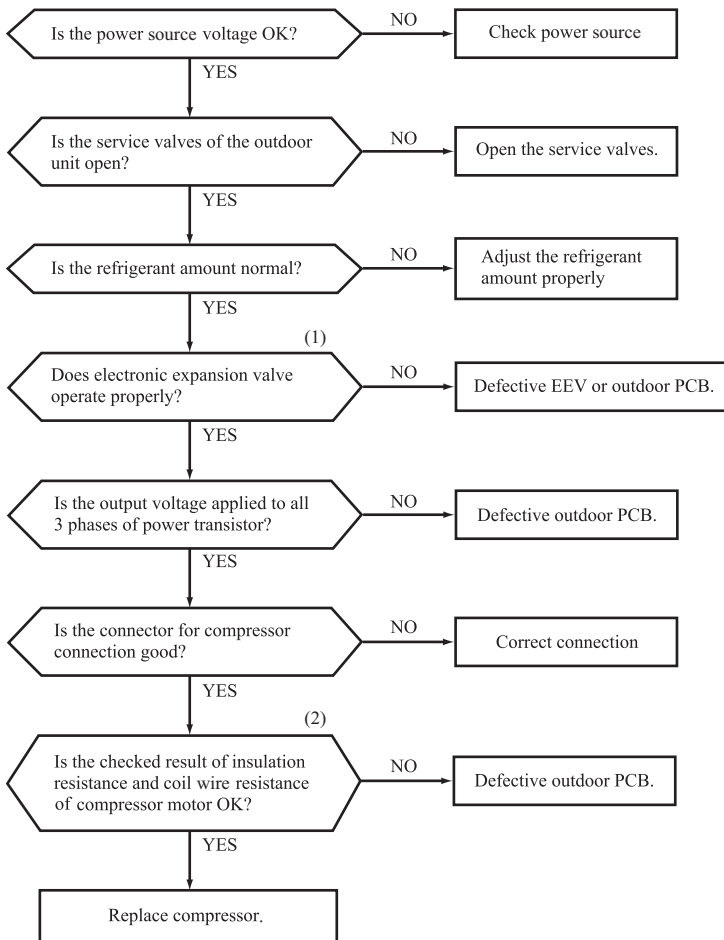 Is the power source voltage OK?
NO
Check power source
YES
Is the service valves of the outdoor
unit open?
NO
Open the service valves.
YES
Is the refrigerant amount normal?
NO
Adjust the refrigerant
amount properly
YES
(1)
Does electronic expansion valve
operate properly?
NO
Defective EEV or outdoor PCB.
YES
Is the output voltage applied to all
3 phases of power transistor?
NO
Defective outdoor PCB.
YES
Is the connector for compressor
connection good?
NO
Correct connection
YES
(2)
Is the checked result of insulation
resistance and coil wire resistance
of compressor motor OK?
NO
Defective outdoor PCB.
YES
Replace compressor.